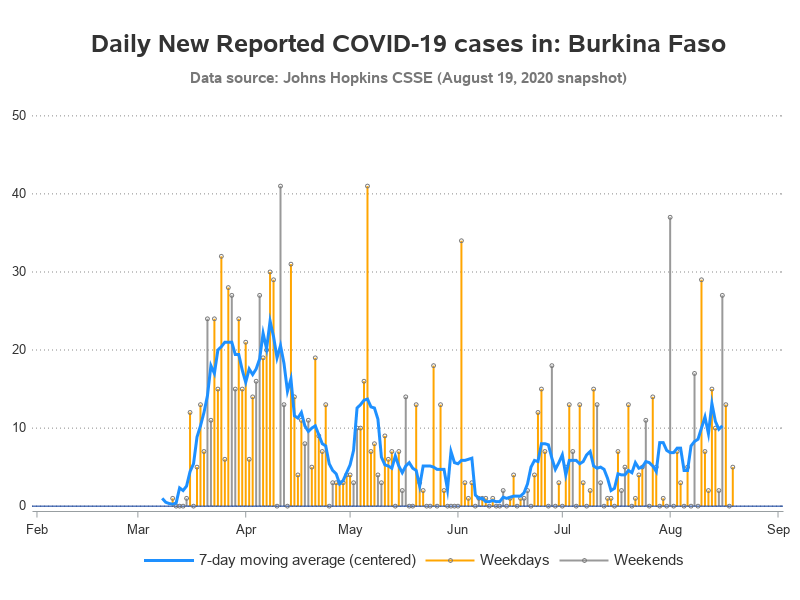 Daily New Reported COVID-19 cases in: Burkina Faso
Data source: Johns Hopkins CSSE (August 19, 2020 snapshot)
50
40
30
20
10
0
Feb Mar Apr May Jun Jul Aug Sep
7-day moving average (centered) Weekdays Weekends